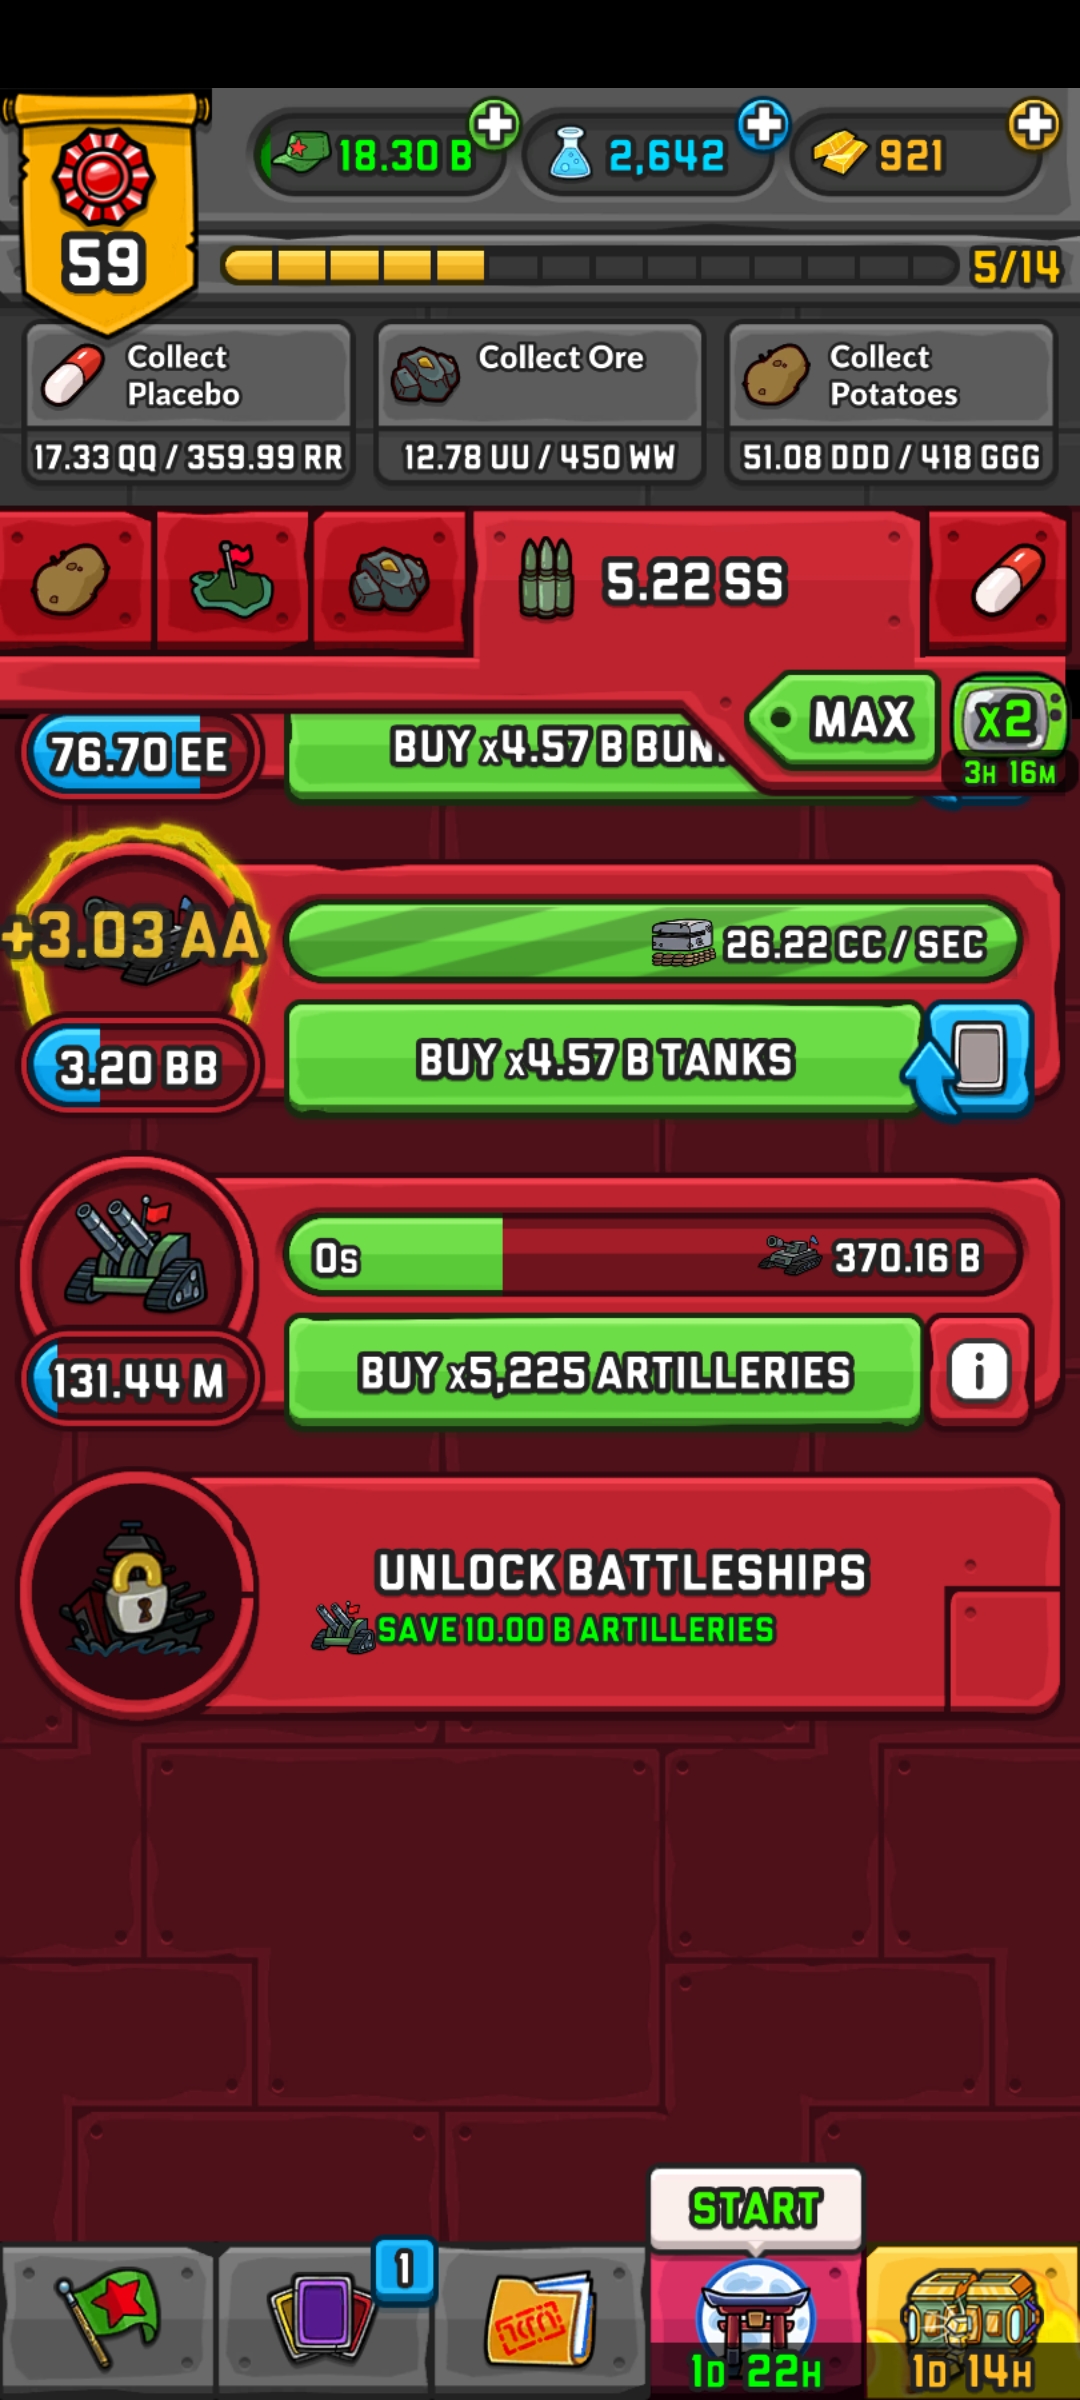 18.30 B
2,642
921
59
5/14
Collect
Placebo
17.33 QQ / 359.99 RR
Collect Ore
12.78 UU / 450 WW
Collect
Potatoes
51.08 DDD / 418 GGG
5.22 SS
MAX
x2
3H 16M
76.70 EE
BUY x4.57 B BUN
+3.03 AA
26.22 CC / SEC
3.20 BB
BUY x4.57 B TANKS
0s
370.16 B
131.44 M
BUY x5,225 ARTILLERIES
i
UNLOCK BATTLESHIPS
SAVE 10.00 B ARTILLERIES
START
1
1D 22H
1D 14H